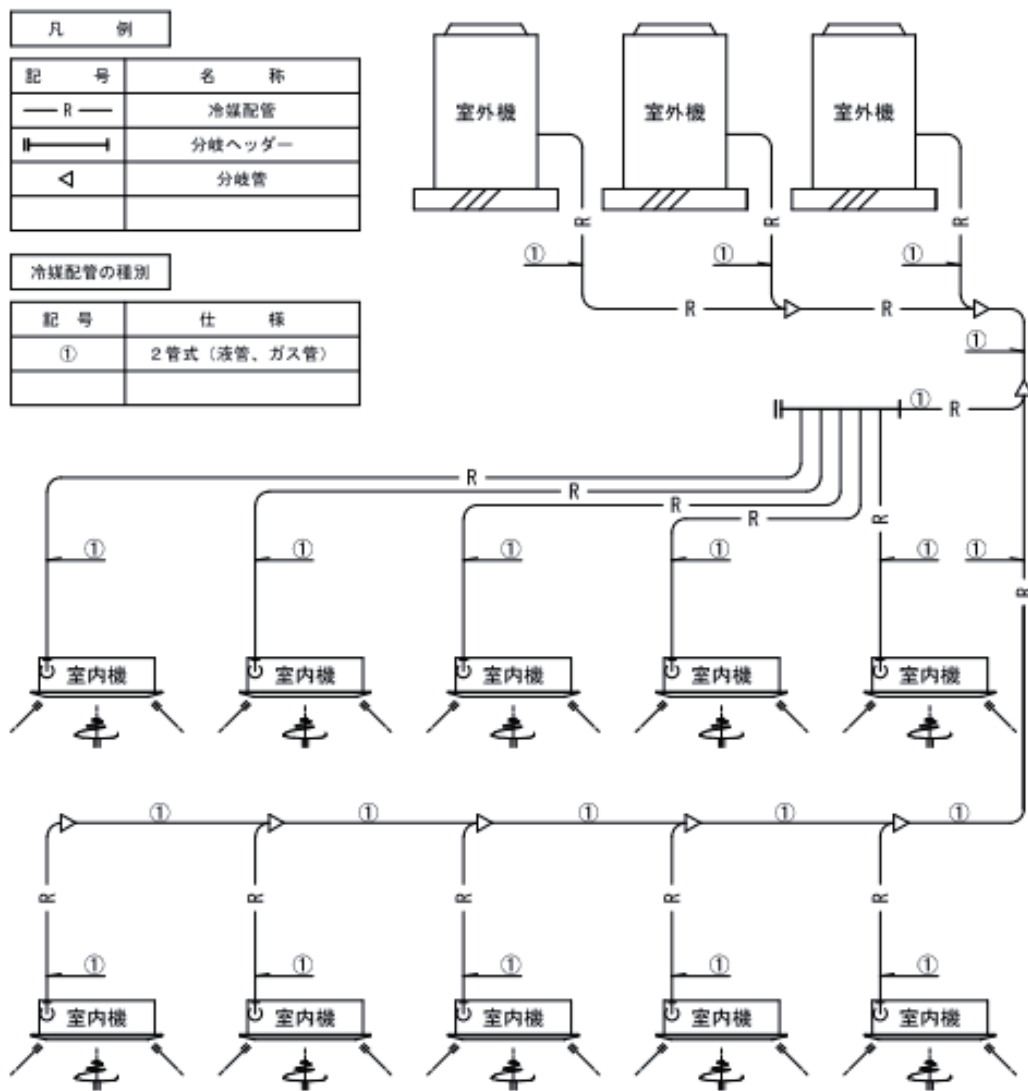 凡 例
記 号 名 称
R 冷媒配管
分岐ヘッダー
分岐管
冷媒配管の種別
記 号 仕 様
① 2管式（液管、ガス管）
室外機 室外機 室外機
R R R
① ① ①
R R
①
① R
R
R
R
R R
① ① ① ① ① ①
R
室内機 室内機 室内機 室内機 室内機
① ① ① ① ①
R R R R R
① ① ① ① ①
室内機 室内機 室内機 室内機 室内機